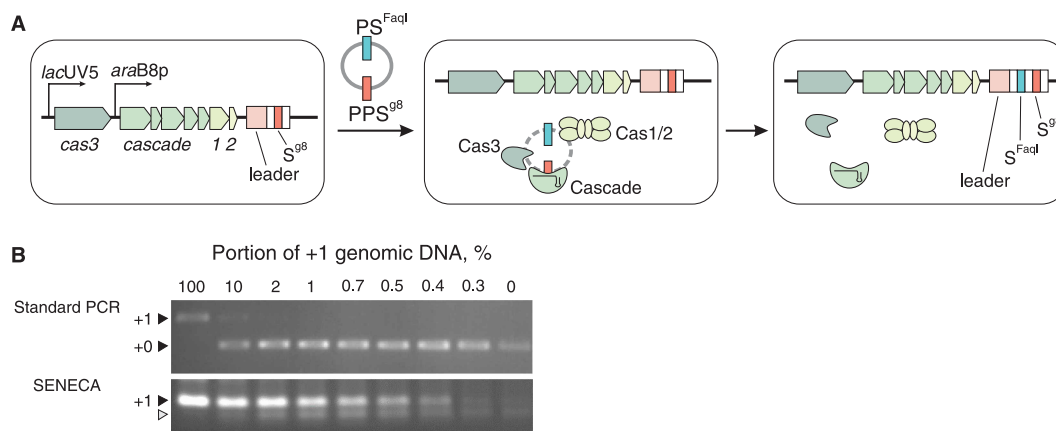 A
PS^FaqI
PPS^g8
lacUV5
araB8p
cas3
cascade
1 2
S^g8
leader
Cas3
Cas1/2
Cascade
S^g
S^FaqI
leader
B
Portion of +1 genomic DNA, %
100 10 2 1 0.7 0.5 0.4 0.3 0
Standard PCR
+1
+0
SENECA
+1